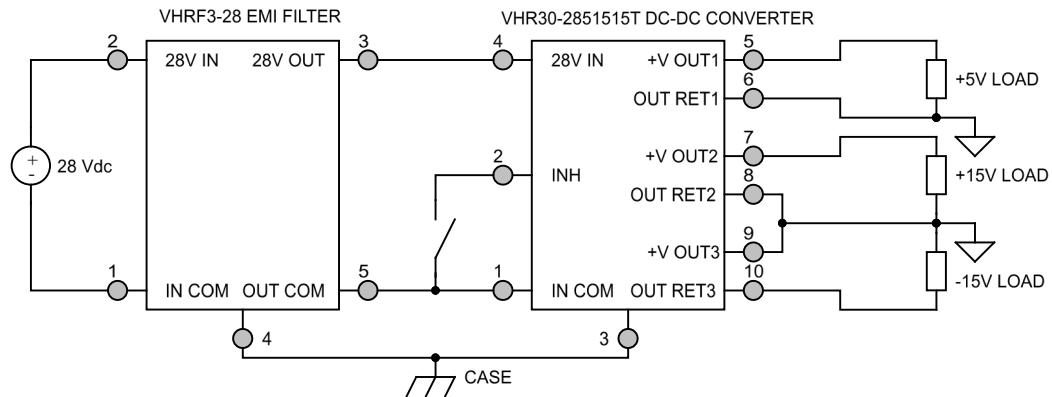 VHRF3-28 EMI FILTER
VHR30-2851515T DC-DC CONVERTER
2 28V IN 28V OUT 3
4 28V IN +V OUT1 5
6
OUT RET1
+5V LOAD
+
-
28 Vdc
2 INH
7
+V OUT2
8
OUT RET2
+15V LOAD
9
+V OUT3
1 IN COM OUT COM 5
1 IN COM OUT RET3 10
-15V LOAD
4
3
CASE